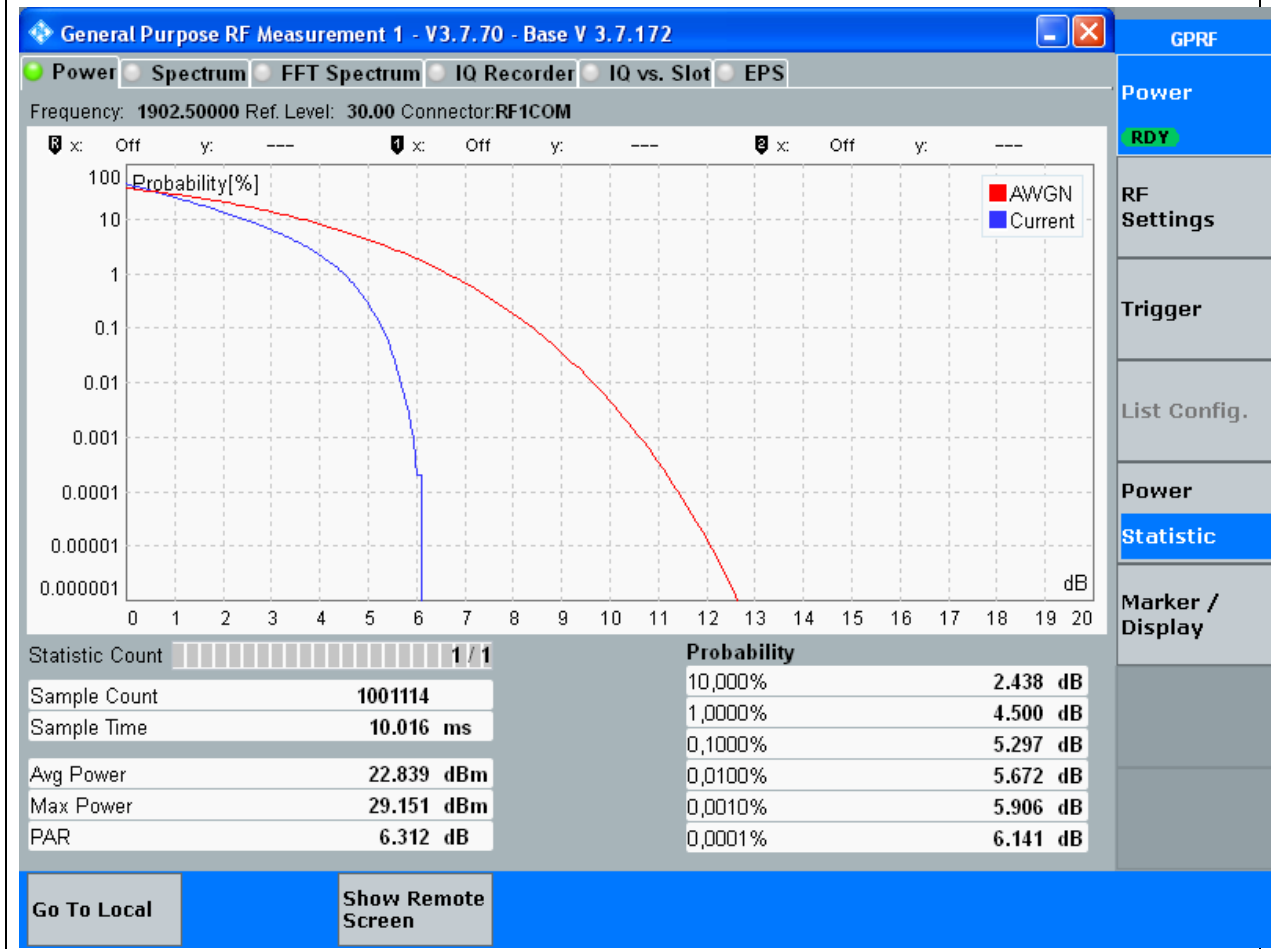 General Purpose RF Measurement 1 - V3.7.70 - Base V 3.7.172
GPRF
Power Spectrum FFT Spectrum IQ Recorder IQ vs. Slot EPS
Frequency: 1902.50000 Ref. Level: 30.00 Connector:RF1COM
R x: Off y: --- 1 x: Off y: --- 2 x: Off y: ---
Probability[%]
AWGN
Current
100
10
1
0.1
0.01
0.001
0.0001
0.00001
0.000001
dB
0 1 2 3 4 5 6 7 8 9 10 11 12 13 14 15 16 17 18 19 20
Statistic Count 1 / 1
Sample Count 1001114
Sample Time 10.016 ms
Avg Power 22.839 dBm
Max Power 29.151 dBm
PAR 6.312 dB
Probability
10,000% 2.438 dB
1,0000% 4.500 dB
0,1000% 5.297 dB
0,0100% 5.672 dB
0,0010% 5.906 dB
0,0001% 6.141 dB
Power
RDY
RF
Settings
Trigger
List Config.
Power
Statistic
Marker /
Display
Go To Local
Show Remote
Screen